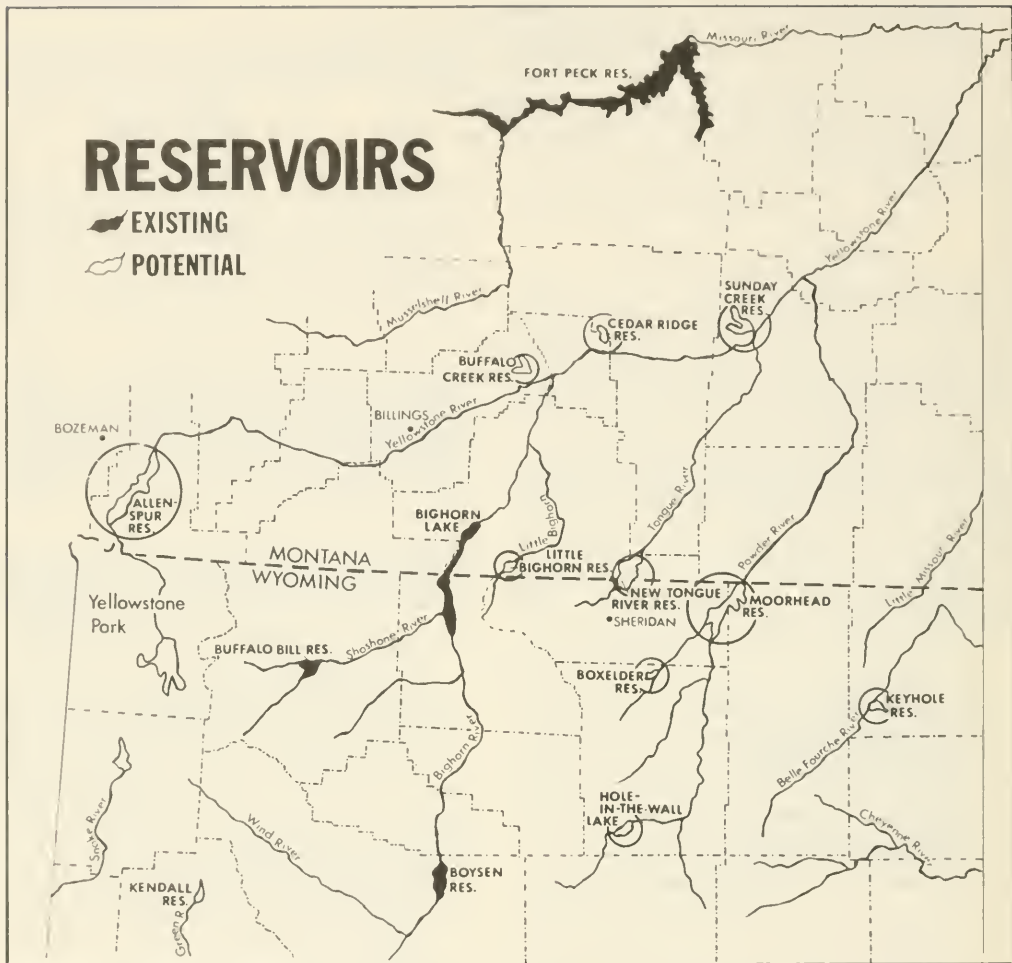 Missouri River
FORT PECK RES.
RESERVOIRS
EXISTING
POTENTIAL
Yellowstone River
Musselshell River
SUNDAY
CREEK
RES.
CEDAR RIDGE
RES.
BUFFALO
CREEK RES.
BILLINGS
Yellowstone River
BOZEMAN
ALLEN-
SPUR
RES.
BIGHORN
LAKE
Little Bighorn
LITTLE
BIGHORN RES.
Tongue River
Powder River
Little Missouri River
MONTANA
WYOMING
NEW TONGUE
RIVER RES.
MOORHEAD
RES.
SHERIDAN
Yellowstone
Park
Shoshone River
BUFFALO BILL RES.
BOXELDER
RES.
KEYHOLE
RES.
Bighorn River
Belle Fourche River
HOLE-
IN-THE-WALL
LAKE
Cheyenne River
Snake River
Wind River
BOYSEN
RES.
KENDALL
RES.
Green R.